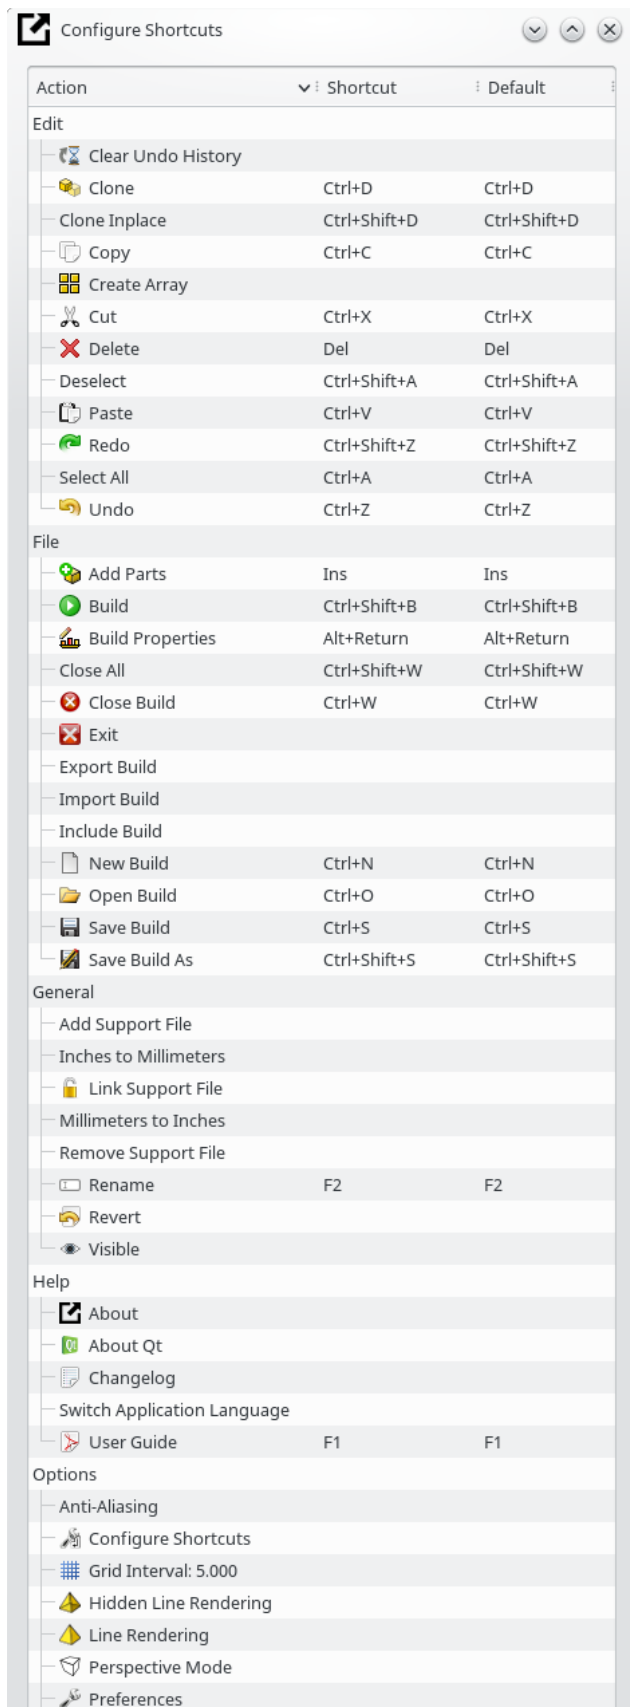 Configure Shortcuts
Action Shortcut Default
Edit
Clear Undo History
Clone Ctrl+D Ctrl+D
Clone Inplace Ctrl+Shift+D Ctrl+Shift+D
Copy Ctrl+C Ctrl+C
Create Array
Cut Ctrl+X Ctrl+X
Delete Del Del
Deselect Ctrl+Shift+A Ctrl+Shift+A
Paste Ctrl+V Ctrl+V
Redo Ctrl+Shift+Z Ctrl+Shift+Z
Select All Ctrl+A Ctrl+A
Undo Ctrl+Z Ctrl+Z
File
Add Parts Ins Ins
Build Ctrl+Shift+B Ctrl+Shift+B
Build Properties Alt+Return Alt+Return
Close All Ctrl+Shift+W Ctrl+Shift+W
Close Build Ctrl+W Ctrl+W
Exit
Export Build
Import Build
Include Build
New Build Ctrl+N Ctrl+N
Open Build Ctrl+O Ctrl+O
Save Build Ctrl+S Ctrl+S
Save Build As Ctrl+Shift+S Ctrl+Shift+S
General
Add Support File
Inches to Millimeters
Link Support File
Millimeters to Inches
Remove Support File
Rename F2 F2
Revert
Visible
Help
About
About Qt
Changelog
Switch Application Language
User Guide F1 F1
Options
Anti-Aliasing
Configure Shortcuts
Grid Interval: 5.000
Hidden Line Rendering
Line Rendering
Perspective Mode
Preferences